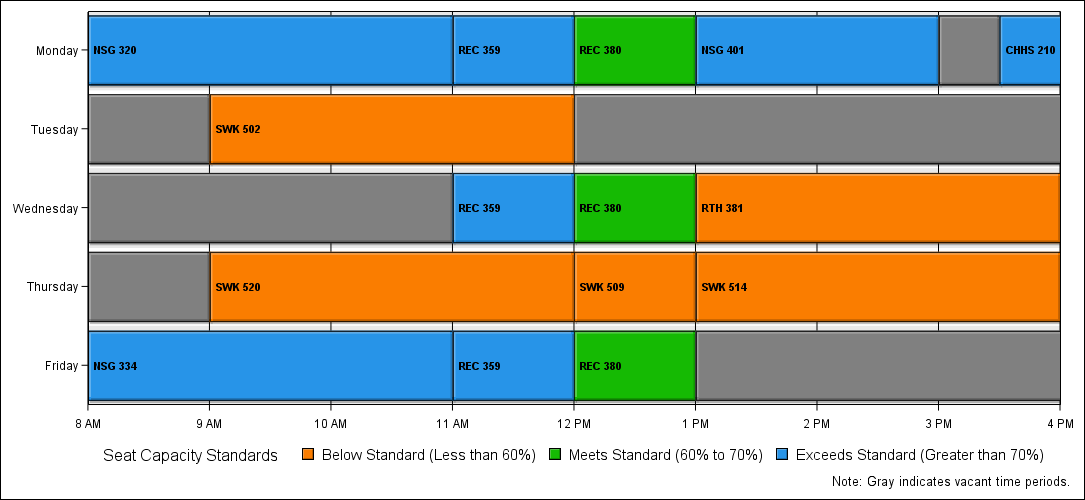 Monday NSG 320 REC 359 REC 380 NSG 401 CHHS 210
Tuesday SWK 502
Wednesday REC 359 REC 380 RTH 381
Thursday SWK 520 SWK 509 SWK 514
Friday NSG 334 REC 359 REC 380
8 AM 9 AM 10 AM 11 AM 12 PM 1 PM 2 PM 3 PM 4 PM
Seat Capacity Standards Below Standard (Less than 60%) Meets Standard (60% to 70%) Exceeds Standard (Greater than 70%)
Note: Gray indicates vacant time periods.